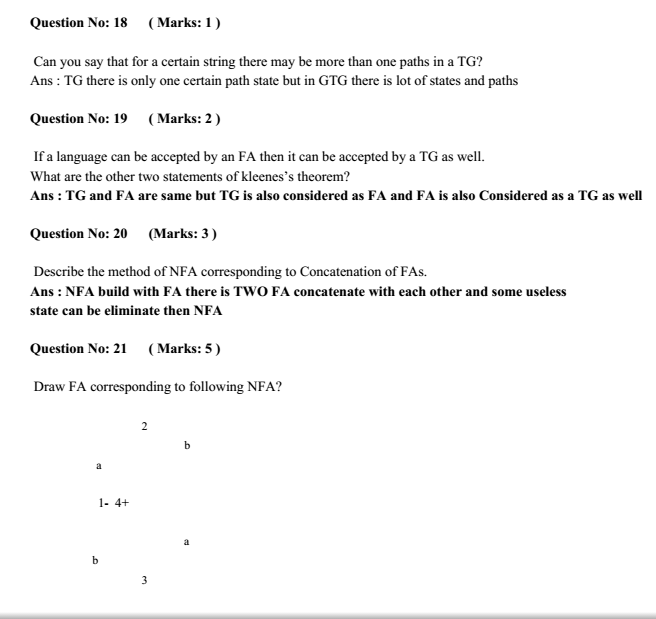 Question No: 18 ( Marks: 1 )
Can you say that for a certain string there may be more than one paths in a TG?
Ans : TG there is only one certain path state but in GTG there is lot of states and paths
Question No: 19 ( Marks: 2 )
If a language can be accepted by an FA then it can be accepted by a TG as well.
What are the other two statements of kleenes’s theorem?
Ans : TG and FA are same but TG is also considered as FA and FA is also Considered as a TG as well
Question No: 20 (Marks: 3 )
Describe the method of NFA corresponding to Concatenation of FAs.
Ans : NFA build with FA there is TWO FA concatenate with each other and some useless
state can be eliminate then NFA
Question No: 21 ( Marks: 5 )
Draw FA corresponding to following NFA?
2
b
a
1- 4+
a
b
3